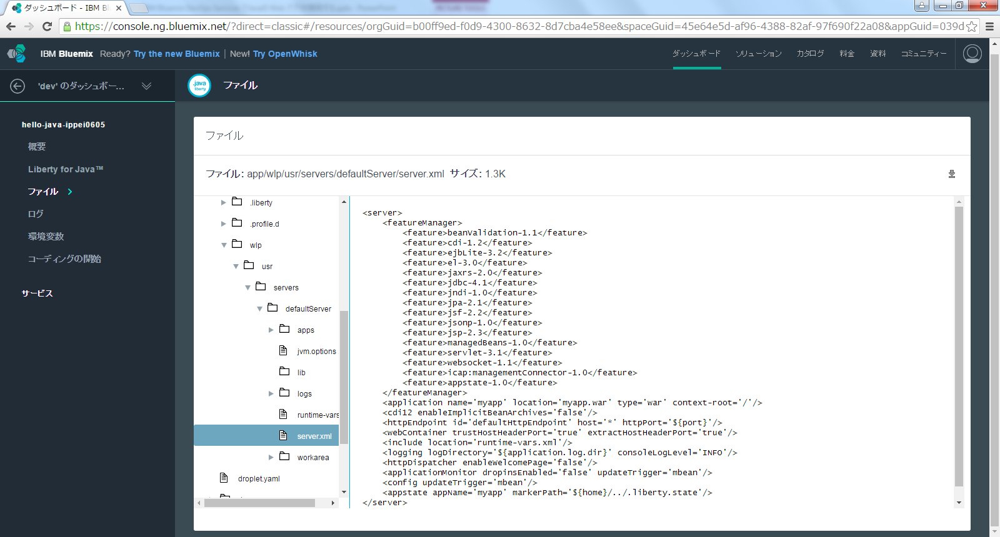 ダッシュボード - IBM Bl
https://console.ng.bluemix.net/?direct=classic#/resources/orgGuid=b00ff9ed-f0d9-4300-8632-8d7cba4e58ee&spaceGuid=45e64e5d-af96-4388-82af-97f690f22a08&appGuid=039d
IBM Bluemix Ready? Try the new Bluemix | New! Try OpenWhisk
ダッシュボード ソリューション カタログ 料金 資料 コミュニティー
'dev' のダッシュボー...
.java
liberty
ファイル
hello-java-ippei0605
概要
Liberty for Java™
ファイル
ログ
環境変数
コーディングの開始
サービス
ファイル
ファイル: app/wlp/usr/servers/defaultServer/server.xml サイズ: 1.3K
.liberty
.profile.d
wlp
usr
servers
defaultServer
apps
jvm.options
lib
logs
runtime-vars
server.xml
workarea
droplet.yaml
<server>
<featureManager>
<feature>beanValidation-1.1</feature>
<feature>cdi-1.2</feature>
<feature>ejbLite-3.2</feature>
<feature>el-3.0</feature>
<feature>jaxrs-2.0</feature>
<feature>jdbc-4.1</feature>
<feature>jndi-1.0</feature>
<feature>jpa-2.1</feature>
<feature>jsf-2.2</feature>
<feature>jsonp-1.0</feature>
<feature>jsp-2.3</feature>
<feature>managedBeans-1.0</feature>
<feature>servlet-3.1</feature>
<feature>websocket-1.1</feature>
<feature>icap:managementConnector-1.0</feature>
<feature>appstate-1.0</feature>
</featureManager>
<application name='myapp' location='myapp.war' type='war' context-root='/'/>
<cdi12 enableImplicitBeanArchives='false'/>
<httpEndpoint id='defaultHttpEndpoint' host='*' httpPort='${port}'/>
<webContainer trustHostHeaderPort='true' extractHostHeaderPort='true'/>
<include location='runtime-vars.xml'/>
<logging logDirectory='${application.log.dir}' consoleLogLevel='INFO'/>
<httpDispatcher enableWelcomePage='false'/>
<applicationMonitor dropinsEnabled='false' updateTrigger='mbean'/>
<config updateTrigger='mbean'/>
<appstate appName='myapp' markerPath='${home}/../.liberty.state'/>
</server>